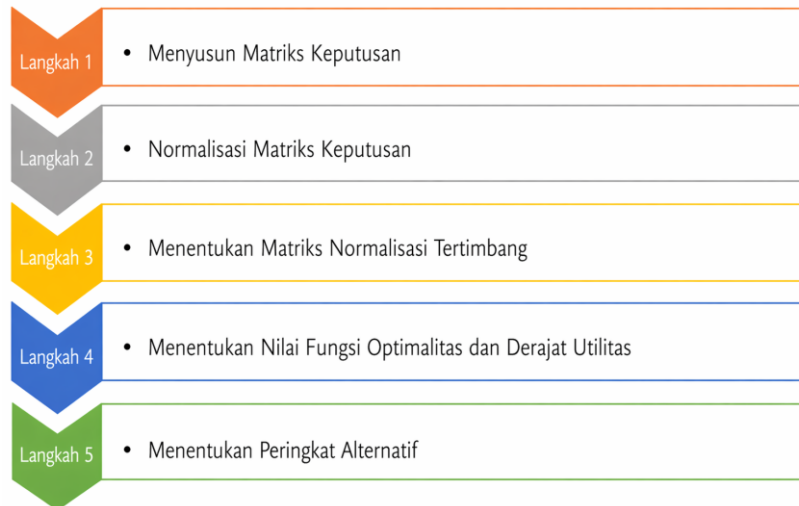 Langkah 1
• Menyusun Matriks Keputusan
Langkah 2
• Normalisasi Matriks Keputusan
Langkah 3
• Menentukan Matriks Normalisasi Tertimbang
Langkah 4
• Menentukan Nilai Fungsi Optimalitas dan Derajat Utilitas
Langkah 5
• Menentukan Peringkat Alternatif